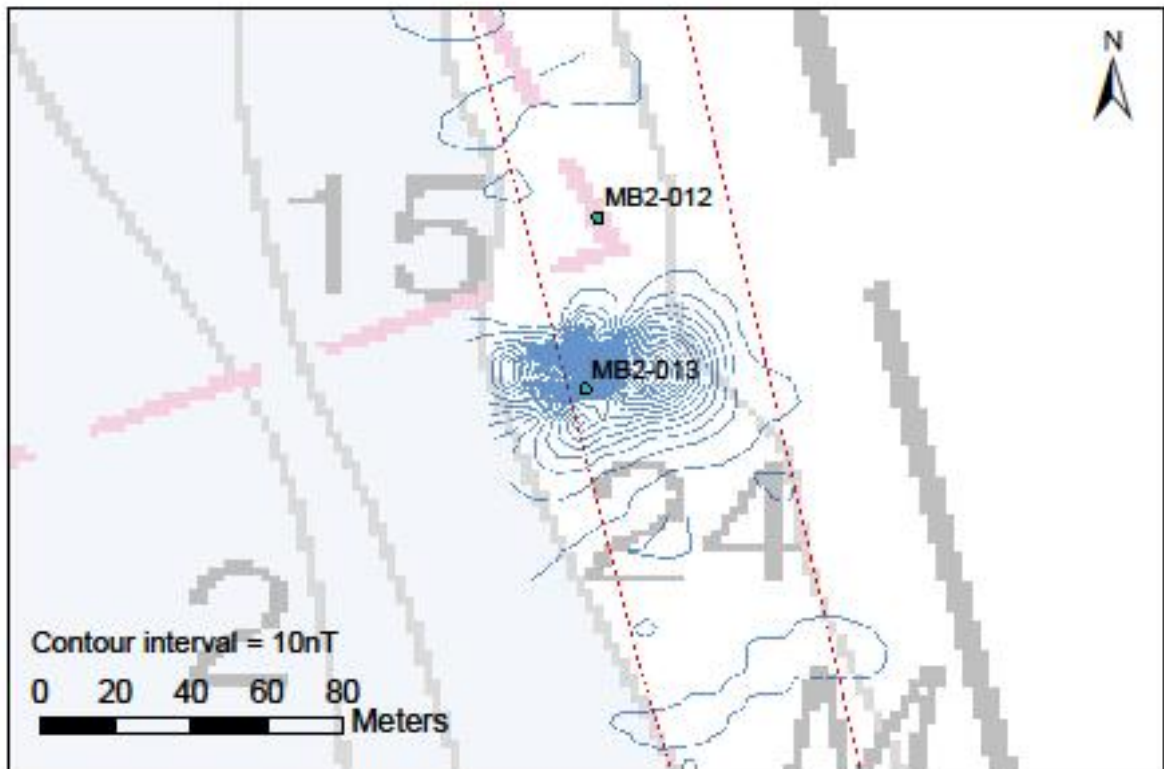 N
15
MB2-012
MB2-013
24
2
Contour interval = 10nT
0 20 40 60 80
Meters